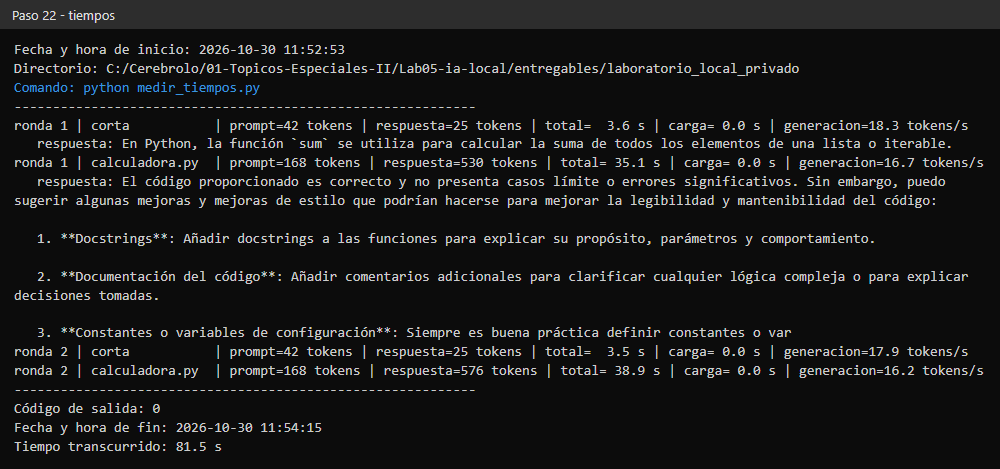 Paso 22 - tiempos
Fecha y hora de inicio: 2026-10-30 11:52:53
Directorio: C:/Cerebrolo/01-Topicos-Especiales-II/Lab05-ia-local/entregables/laboratorio_local_privado
Comando: python medir_tiempos.py
-----------------------------------------------------------
ronda 1 | corta           | prompt=42 tokens | respuesta=25 tokens | total=  3.6 s | carga= 0.0 s | generacion=18.3 tokens/s
   respuesta: En Python, la función `sum` se utiliza para calcular la suma de todos los elementos de una lista o iterable.
ronda 1 | calculadora.py  | prompt=168 tokens | respuesta=530 tokens | total= 35.1 s | carga= 0.0 s | generacion=16.7 tokens/s
   respuesta: El código proporcionado es correcto y no presenta casos límite o errores significativos. Sin embargo, puedo
sugerir algunas mejoras y mejoras de estilo que podrían hacerse para mejorar la legibilidad y mantenibilidad del código:
   1. **Docstrings**: Añadir docstrings a las funciones para explicar su propósito, parámetros y comportamiento.
   2. **Documentación del código**: Añadir comentarios adicionales para clarificar cualquier lógica compleja o para explicar
decisiones tomadas.
   3. **Constantes o variables de configuración**: Siempre es buena práctica definir constantes o var
ronda 2 | corta           | prompt=42 tokens | respuesta=25 tokens | total=  3.5 s | carga= 0.0 s | generacion=17.9 tokens/s
ronda 2 | calculadora.py  | prompt=168 tokens | respuesta=576 tokens | total= 38.9 s | carga= 0.0 s | generacion=16.2 tokens/s
-----------------------------------------------------------
Código de salida: 0
Fecha y hora de fin: 2026-10-30 11:54:15
Tiempo transcurrido: 81.5 s